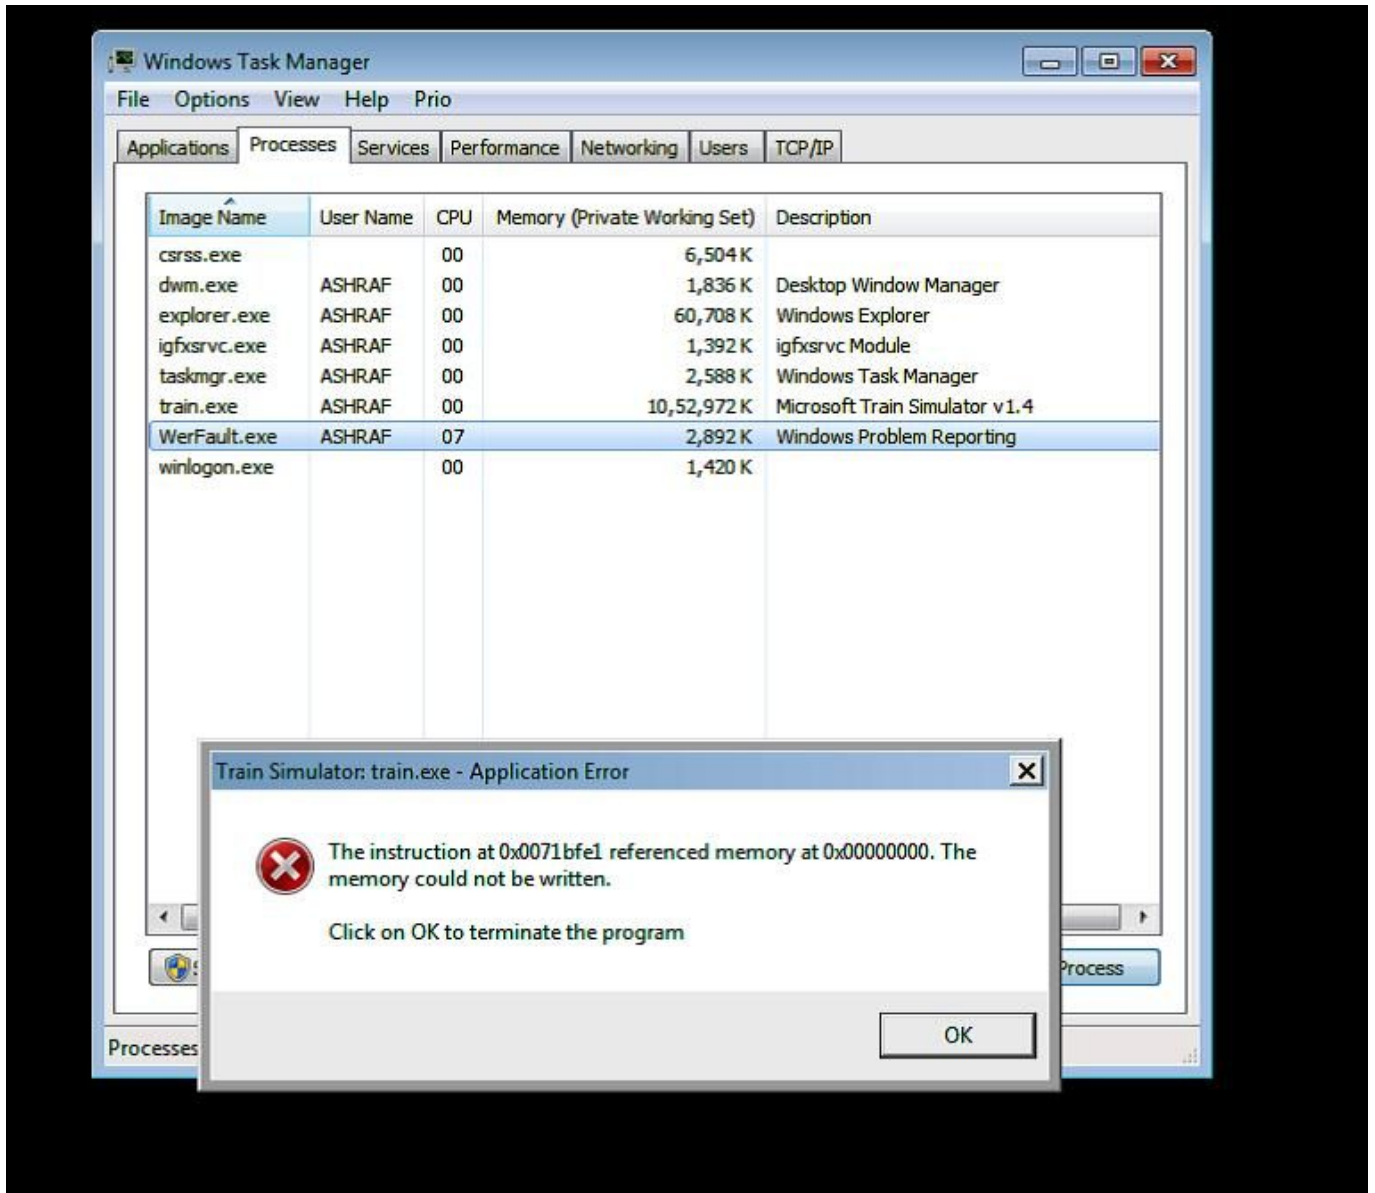 Windows Task Manager
File Options View Help Prio
Applications Processes Services Performance Networking Users TCP/IP
Image Name User Name CPU Memory (Private Working Set) Description
csrss.exe 00 6,504 K
dwm.exe ASHRAF 00 1,836 K Desktop Window Manager
explorer.exe ASHRAF 00 60,708 K Windows Explorer
igfxsrvc.exe ASHRAF 00 1,392 K igfxsrvc Module
taskmgr.exe ASHRAF 00 2,588 K Windows Task Manager
train.exe ASHRAF 00 10,52,972 K Microsoft Train Simulator v1.4
WerFault.exe ASHRAF 07 2,892 K Windows Problem Reporting
winlogon.exe 00 1,420 K
Train Simulator: train.exe - Application Error
The instruction at 0x0071bfe1 referenced memory at 0x00000000. The
memory could not be written.
Click on OK to terminate the program
Process
OK
Processes